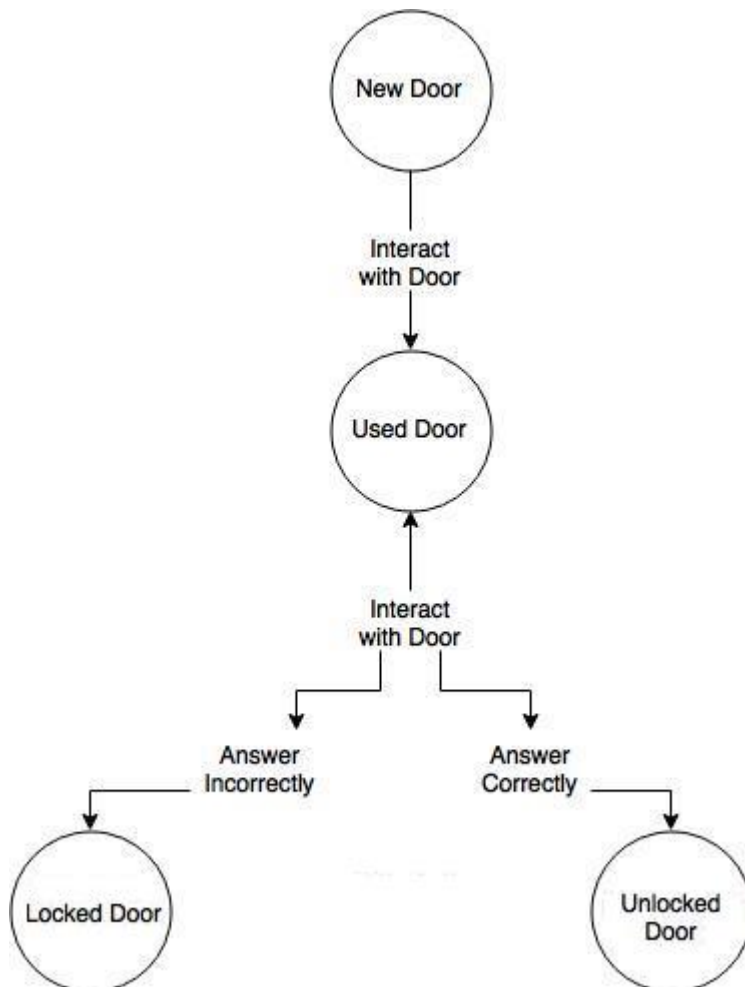 New Door
Interact
with Door
Used Door
Interact
with Door
Answer
Incorrectly
Answer
Correctly
Locked Door
Unlocked
Door